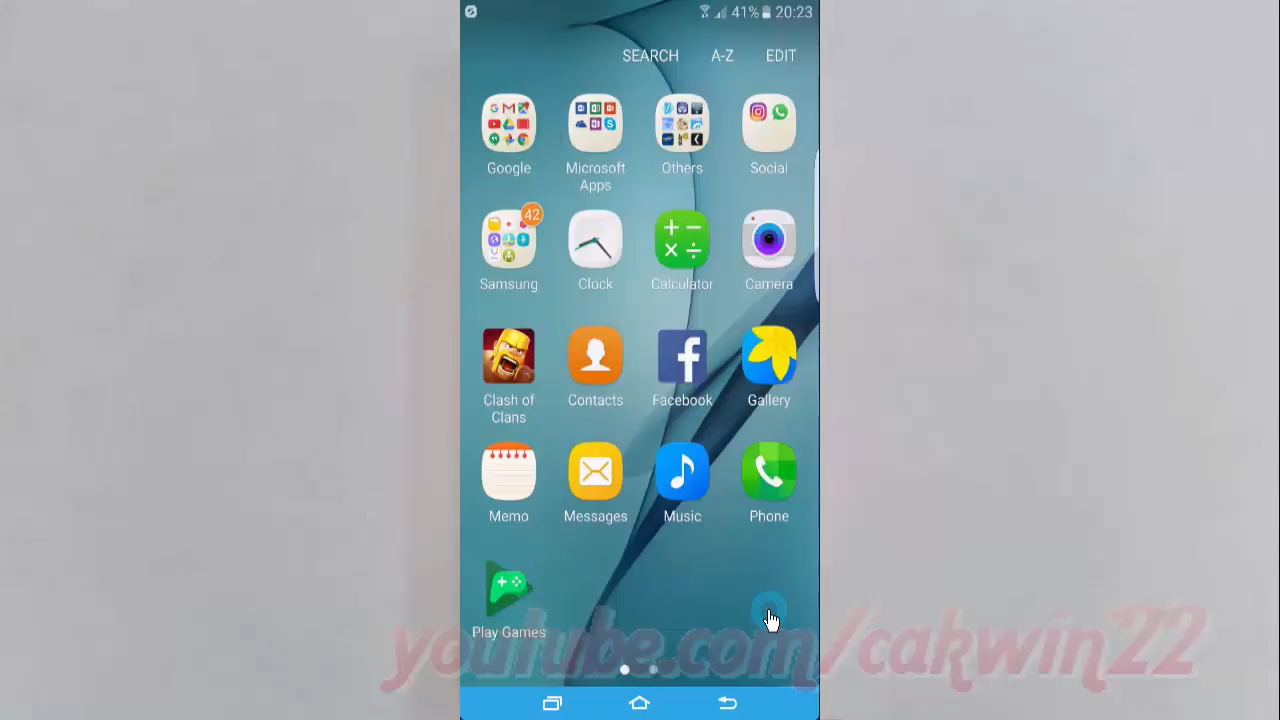 41% 20:23
SEARCH A-Z EDIT
Google Microsoft Apps Others Social
42
Samsung Clock Calculator Camera
Clash of Clans Contacts Facebook Gallery
Memo Messages Music Phone
Play Games
youtube.com/cakwin22